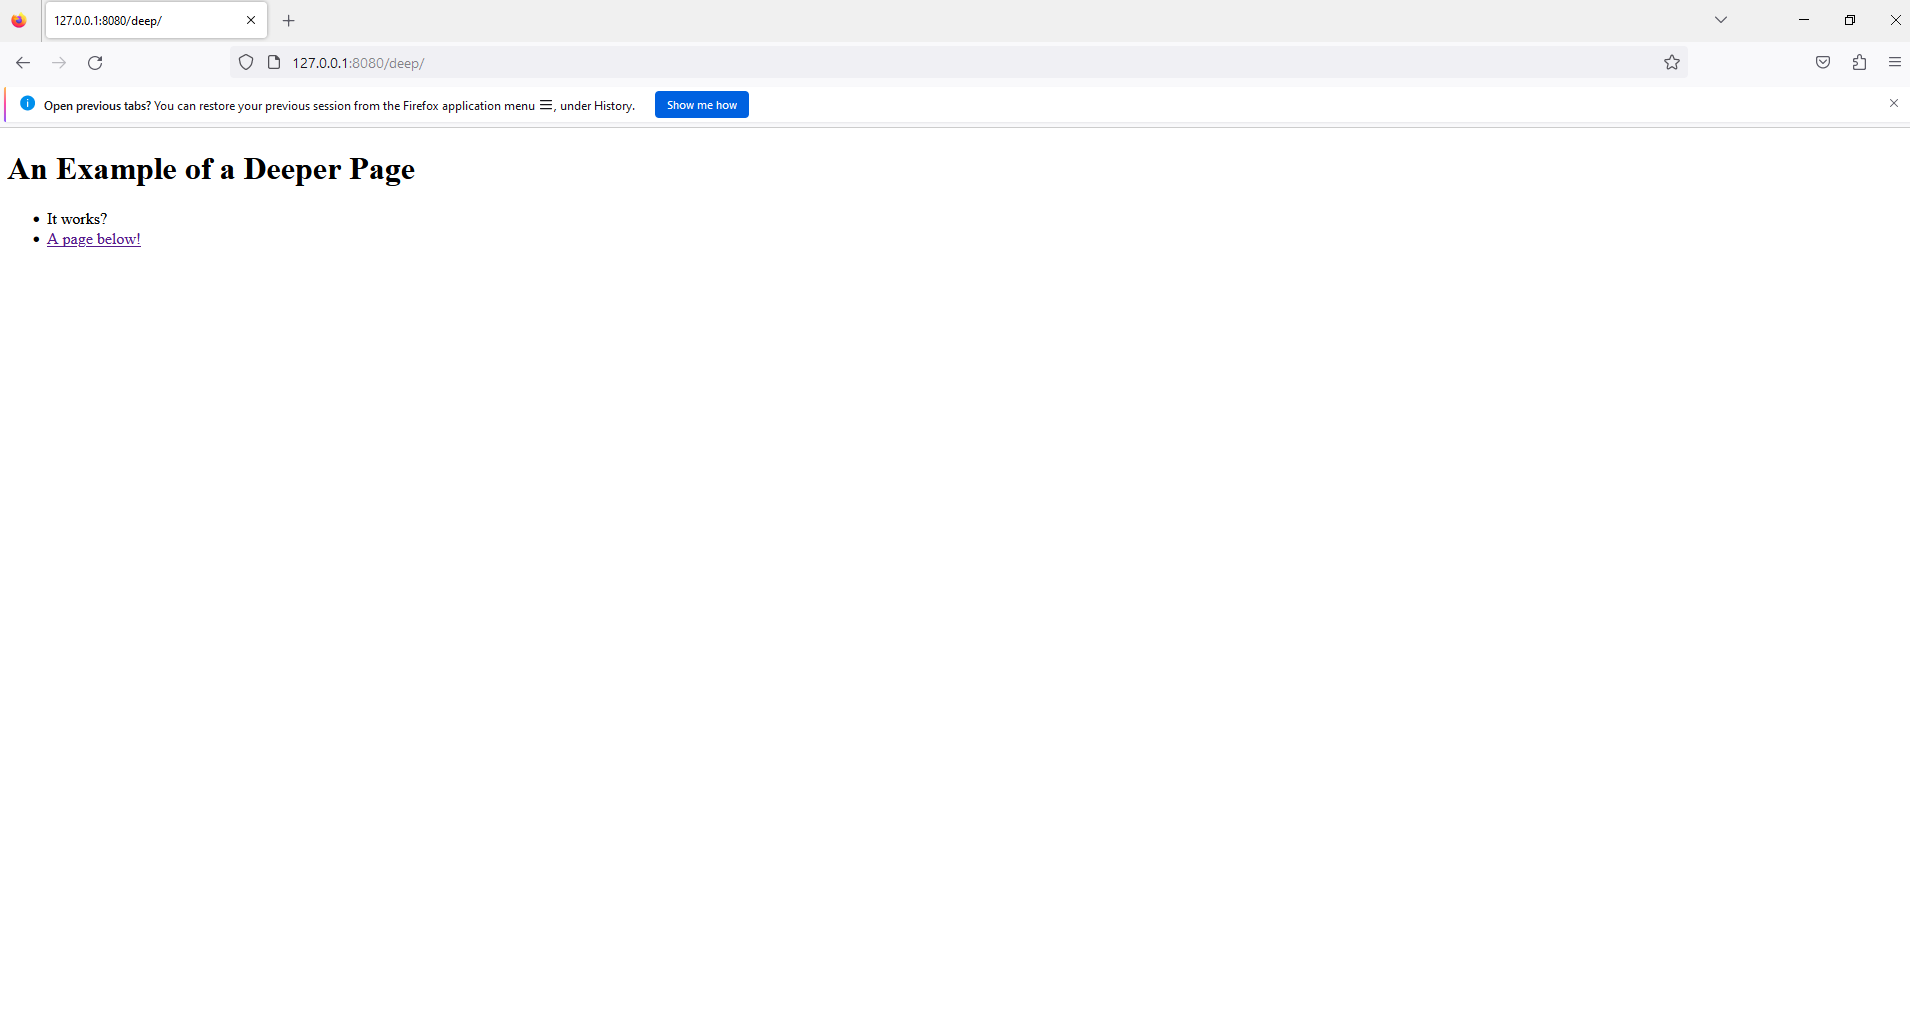 127.0.0.1:8080/deep/
127.0.0.1:8080/deep/
Open previous tabs? You can restore your previous session from the Firefox application menu ☰, under History. Show me how
An Example of a Deeper Page
• It works?
• A page below!